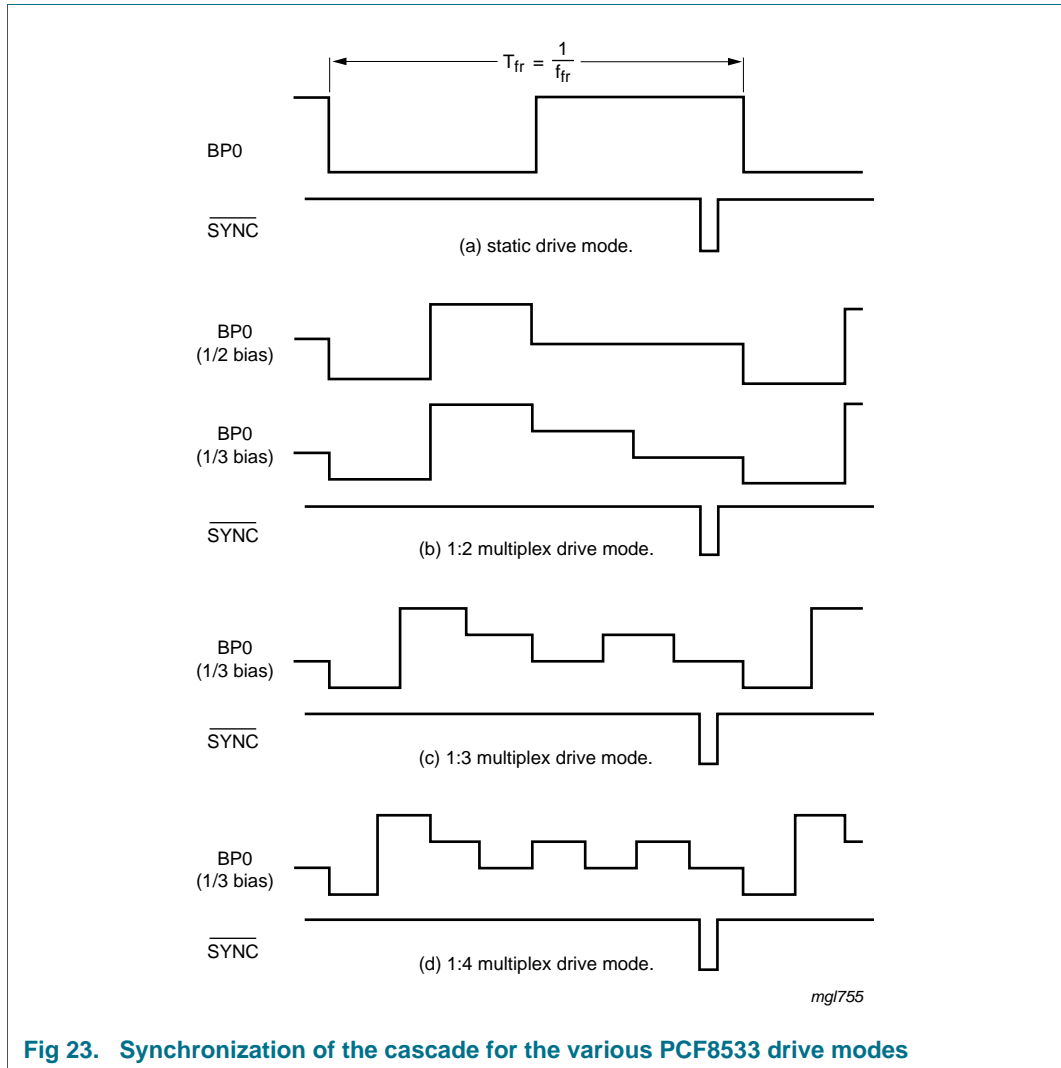 Tfr = 1/ffr
BP0
SYNC
(a) static drive mode.
BP0
(1/2 bias)
BP0
(1/3 bias)
SYNC
(b) 1:2 multiplex drive mode.
BP0
(1/3 bias)
SYNC
(c) 1:3 multiplex drive mode.
BP0
(1/3 bias)
SYNC
(d) 1:4 multiplex drive mode.
mgl755
Fig 23. Synchronization of the cascade for the various PCF8533 drive modes